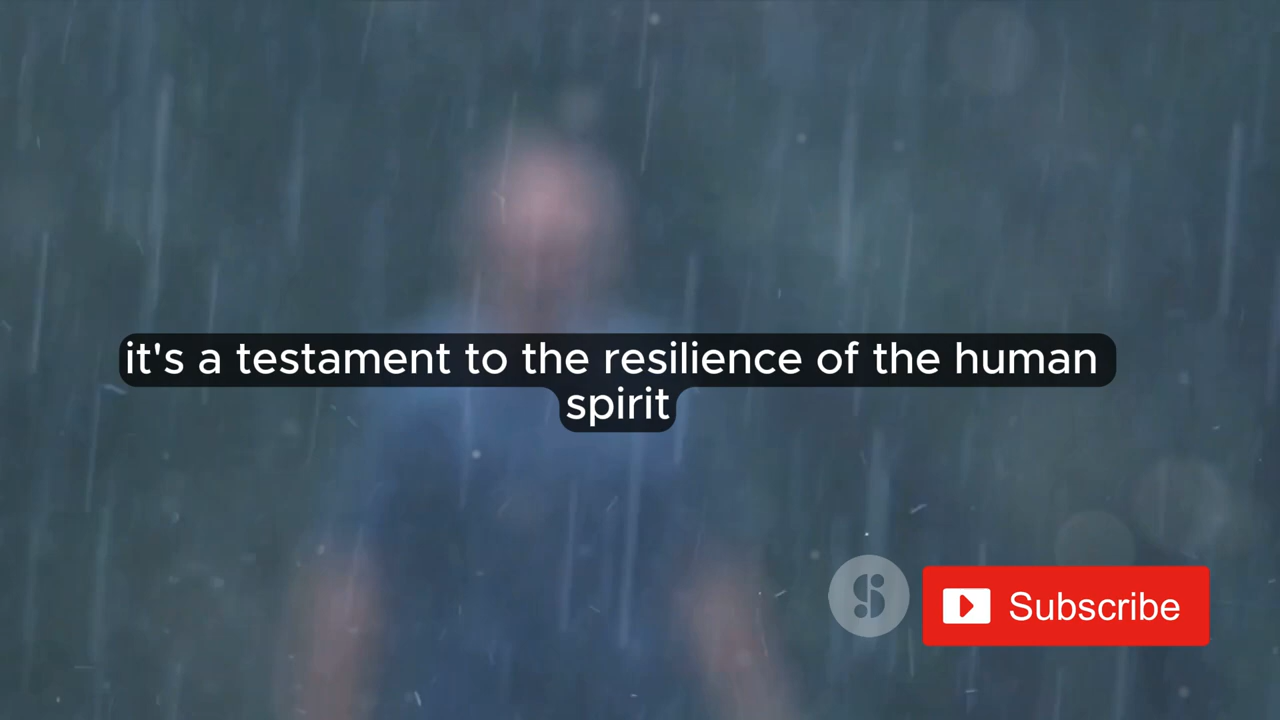 it's a testament to the resilience of the human
spirit
Subscribe